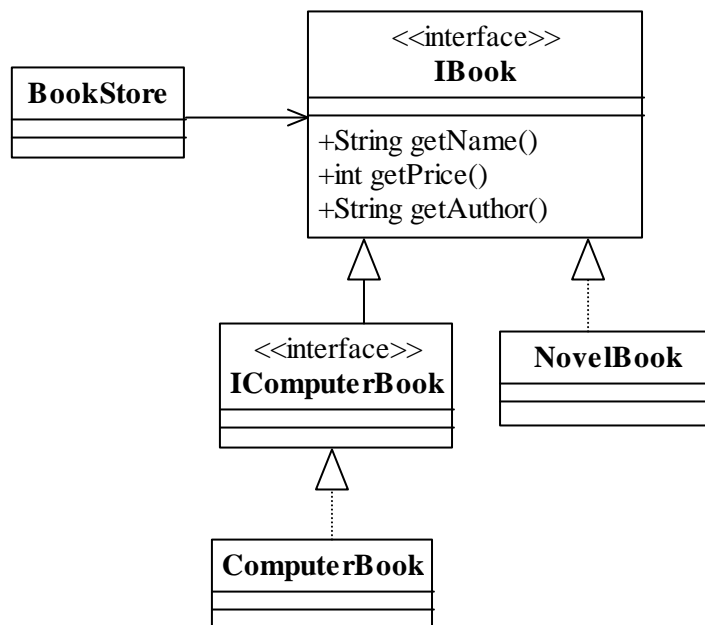 BookStore
<<interface>>
IBook
+String getName()
+int getPrice()
+String getAuthor()
<<interface>>
IComputerBook
NovelBook
ComputerBook